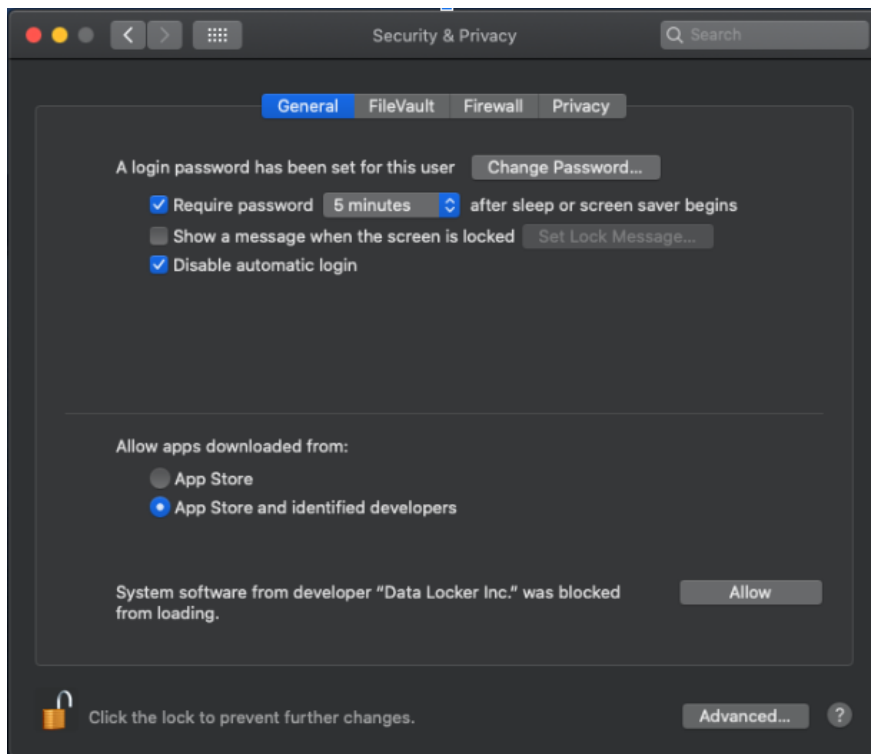 Security & Privacy
Search
General FileVault Firewall Privacy
A login password has been set for this user Change Password...
Require password 5 minutes after sleep or screen saver begins
Show a message when the screen is locked Set Lock Message...
Disable automatic login
Allow apps downloaded from:
App Store
App Store and identified developers
System software from developer “Data Locker Inc.” was blocked Allow
from loading.
Click the lock to prevent further changes. Advanced... ?